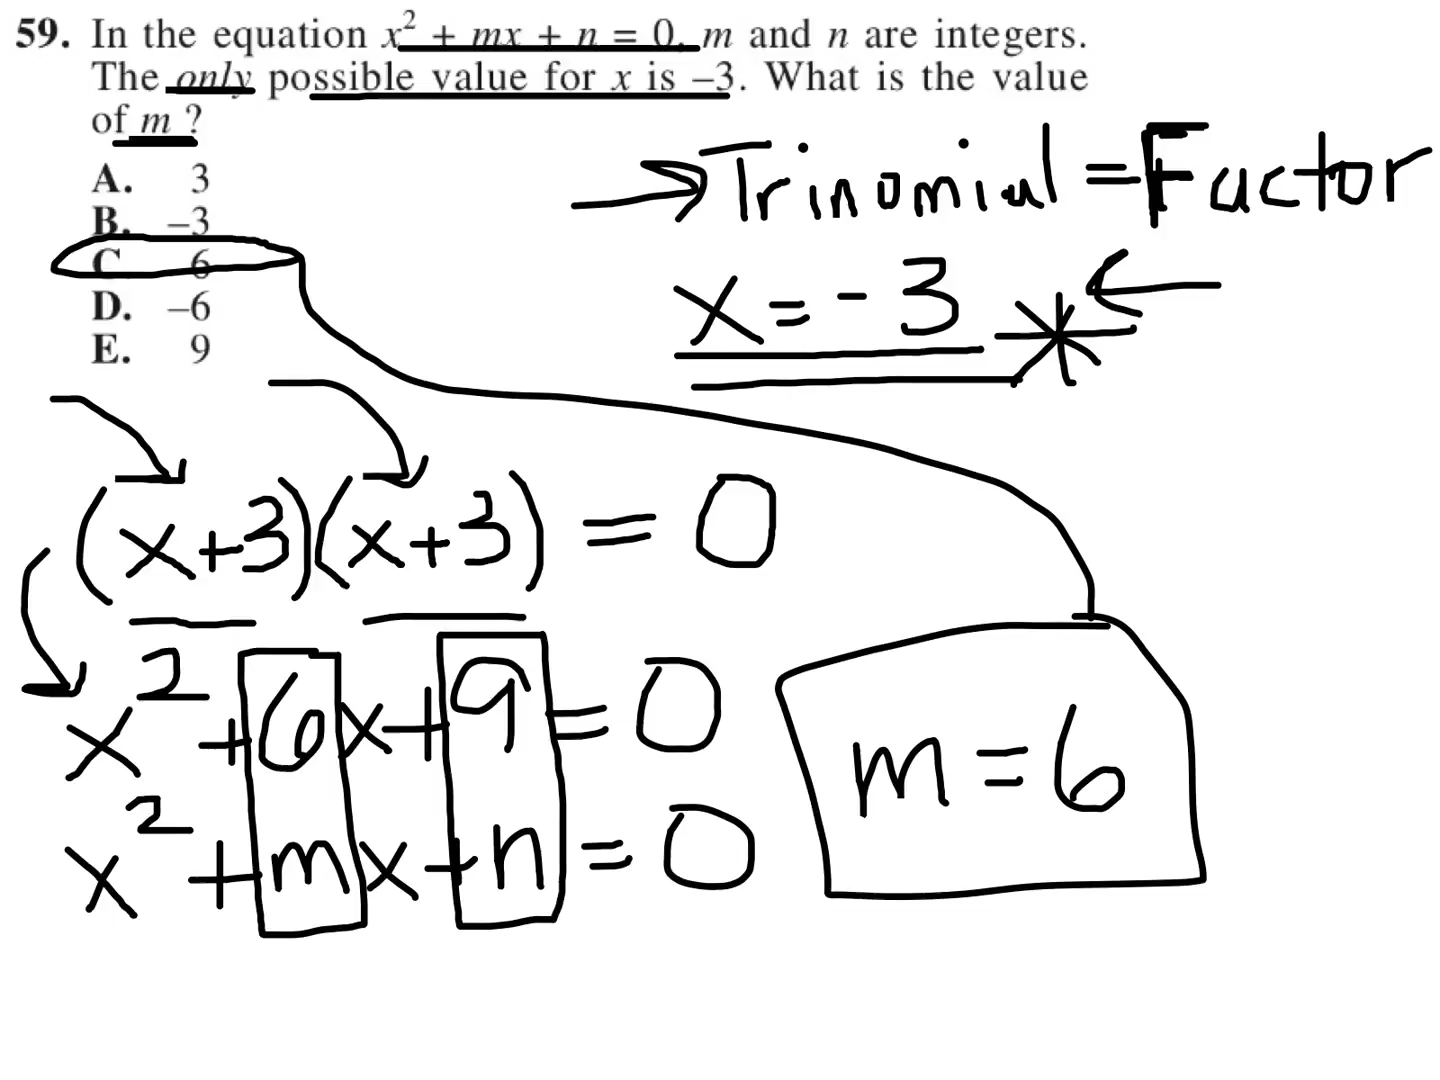 59. In the equation x² + mx + n = 0, m and n are integers.
The only possible value for x is –3. What is the value
of m ?
A. 3
B. –3
C 6
D. –6
E. 9
→ Trinomial = Factor
x = - 3 * ←
(x+3)(x+3) = 0
x² + 6x + 9 = 0
x² + mx + n = 0
m = 6